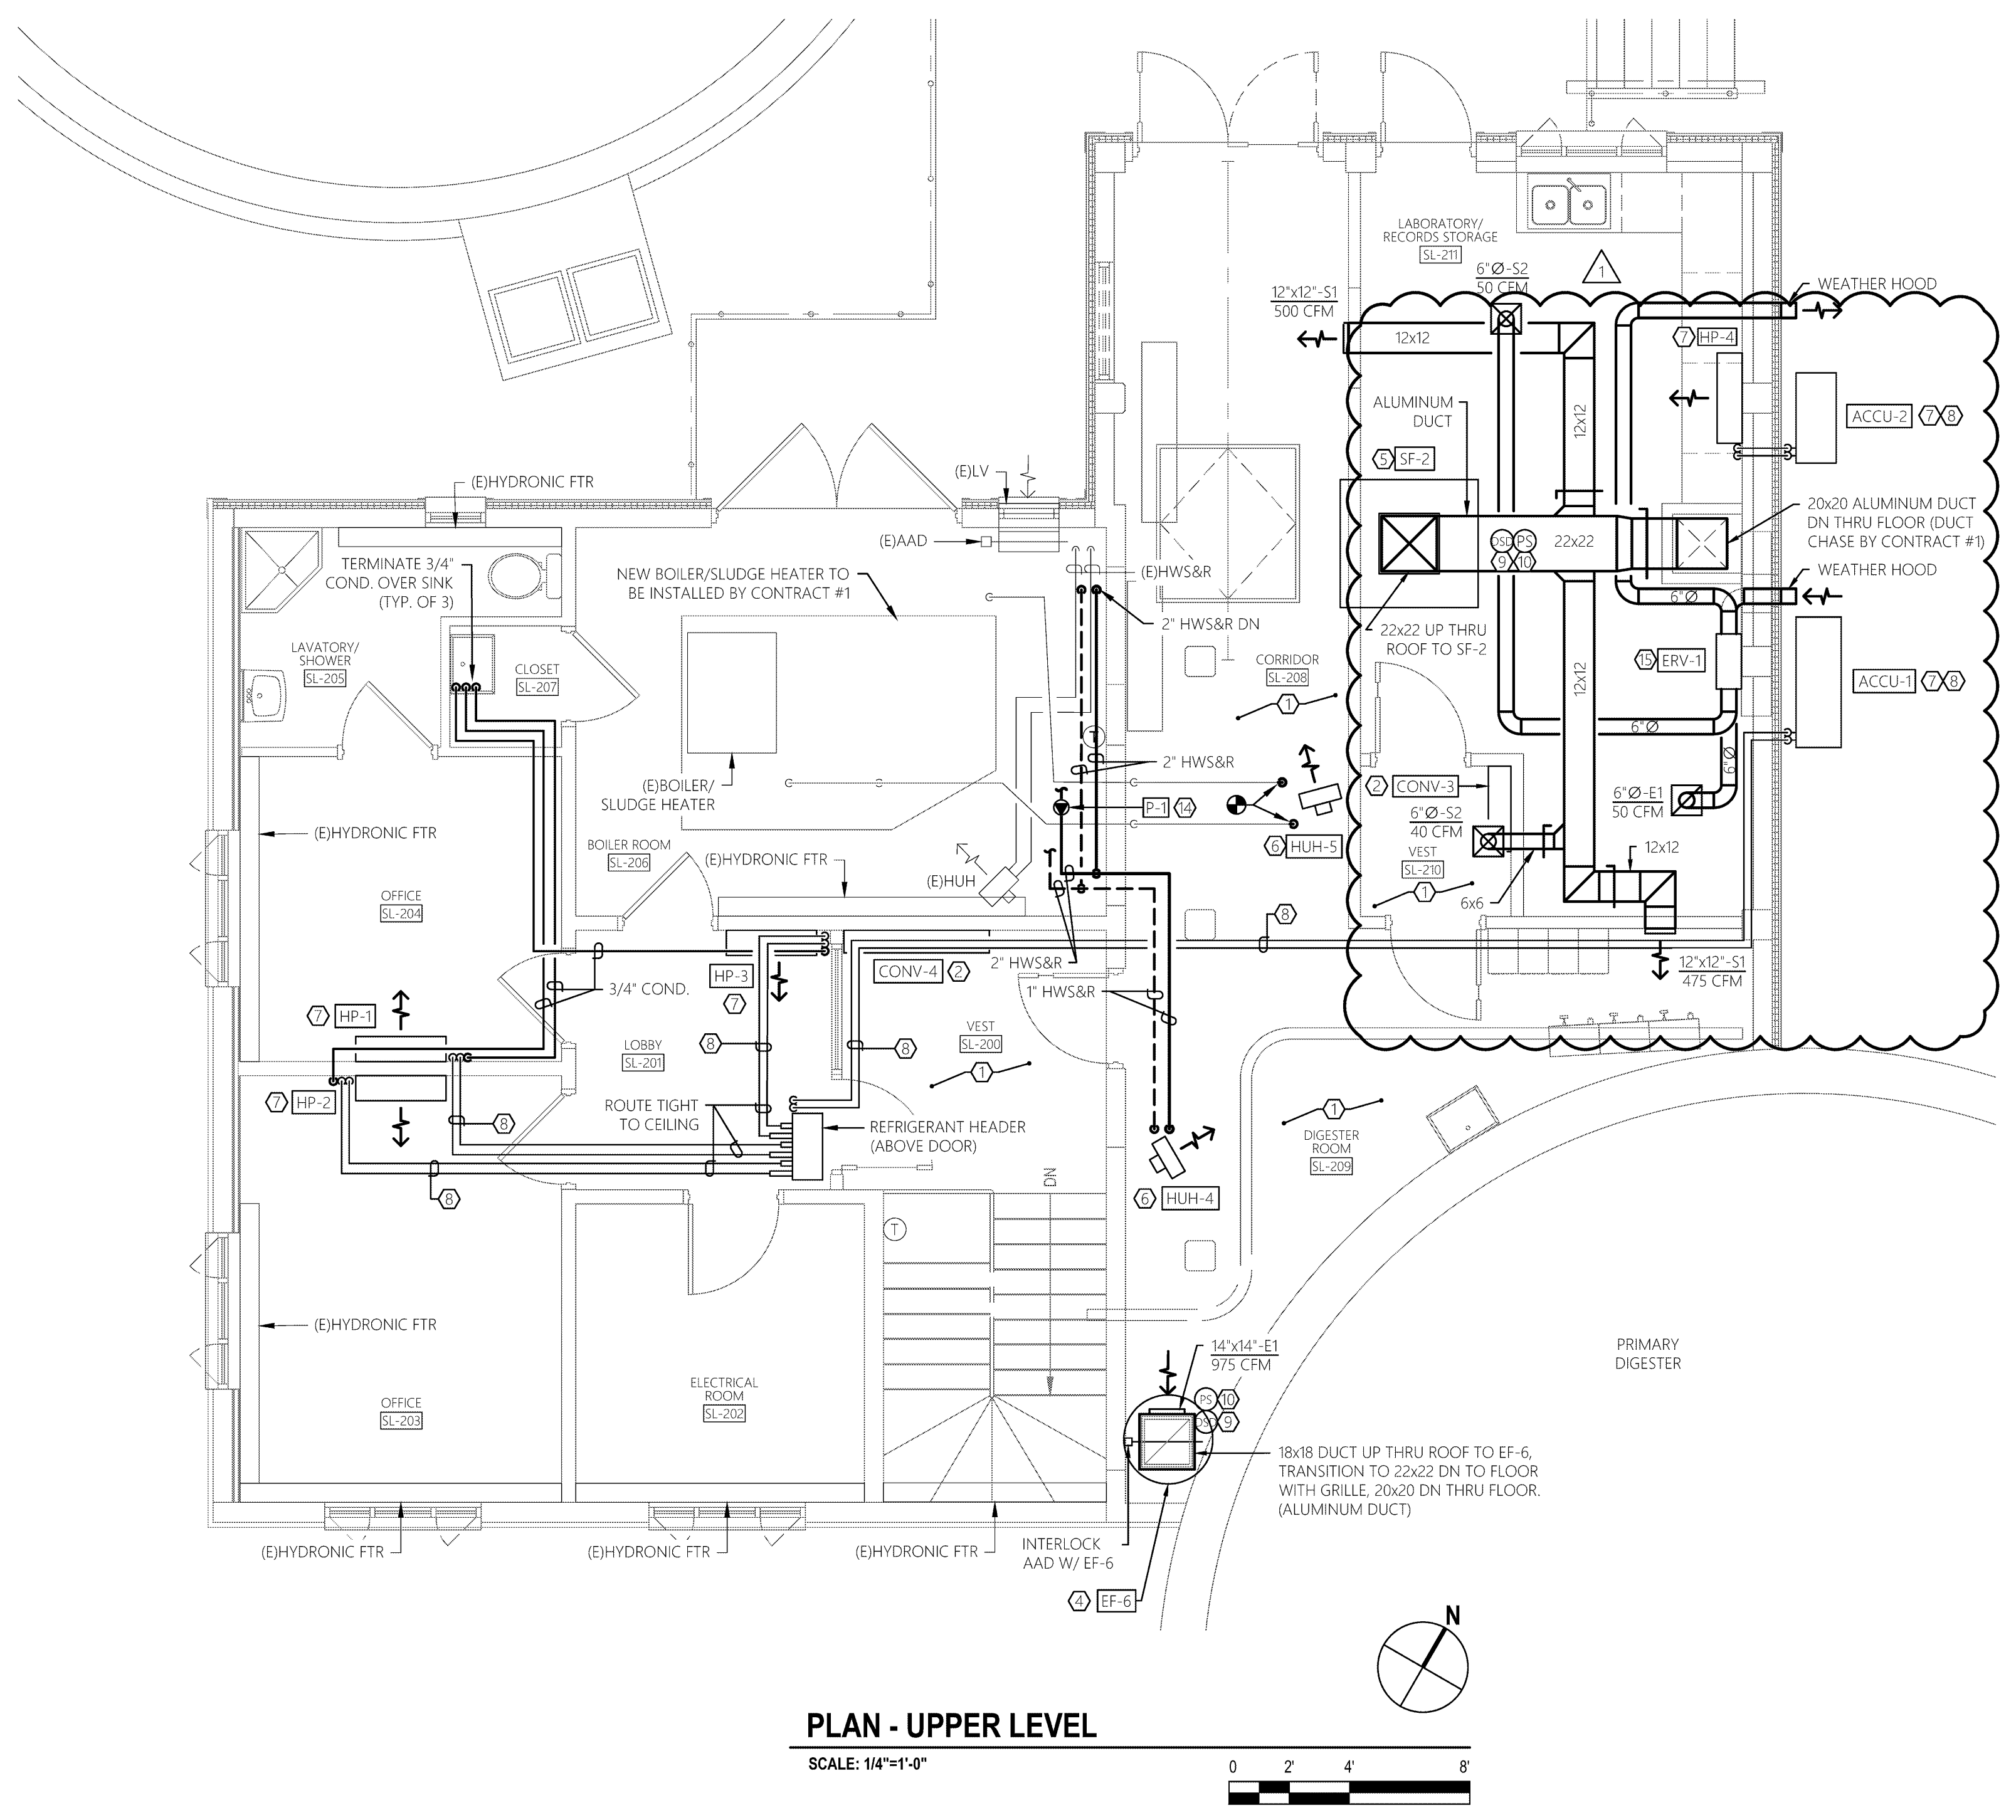 LABORATORY/
RECORDS STORAGE
SL-211
1
6"Ø-S2
50 CFM
12"x12"-S1
500 CFM
WEATHER HOOD
12x12
7
HP-4
ALUMINUM
DUCT
12x12
ACCU-2
7
8
5
SF-2
(E)LV
(E)HYDRONIC FTR
20x20 ALUMINUM DUCT
DN THRU FLOOR (DUCT
CHASE BY CONTRACT #1)
(E)AAD
DSD
PS
22x22
9
10
TERMINATE 3/4"
COND. OVER SINK
(TYP. OF 3)
NEW BOILER/SLUDGE HEATER TO
BE INSTALLED BY CONTRACT #1
(E)HWS&R
WEATHER HOOD
6"Ø
2" HWS&R DN
22x22 UP THRU
ROOF TO SF-2
LAVATORY/
SHOWER
SL-205
CLOSET
SL-207
CORRIDOR
SL-208
15
ERV-1
12x12
ACCU-1
7
8
1
6"Ø
T
2" HWS&R
6"Ø
(E)BOILER/
SLUDGE HEATER
2
CONV-3
P-1
14
6"Ø-E1
50 CFM
6"Ø-S2
40 CFM
(E)HYDRONIC FTR
BOILER ROOM
SL-206
(E)HYDRONIC FTR
6
HUH-5
VEST
SL-210
12x12
(E)HUH
1
6x6
OFFICE
SL-204
8
8
2" HWS&R
HP-3
7
CONV-4
2
12"x12"-S1
475 CFM
3/4" COND.
1" HWS&R
7
HP-1
LOBBY
SL-201
8
8
VEST
SL-200
1
7
HP-2
ROUTE TIGHT
TO CEILING
8
REFRIGERANT HEADER
(ABOVE DOOR)
1
DIGESTER
ROOM
SL-209
8
DN
6
HUH-4
T
(E)HYDRONIC FTR
14"x14"-E1
975 CFM
PRIMARY
DIGESTER
OFFICE
SL-203
ELECTRICAL
ROOM
SL-202
PS
10
DSD
9
18x18 DUCT UP THRU ROOF TO EF-6,
TRANSITION TO 22x22 DN TO FLOOR
WITH GRILLE, 20x20 DN THRU FLOOR.
(ALUMINUM DUCT)
(E)HYDRONIC FTR
(E)HYDRONIC FTR
(E)HYDRONIC FTR
INTERLOCK
AAD W/ EF-6
4
EF-6
N
PLAN - UPPER LEVEL
SCALE: 1/4"=1'-0"
0 2' 4' 8'